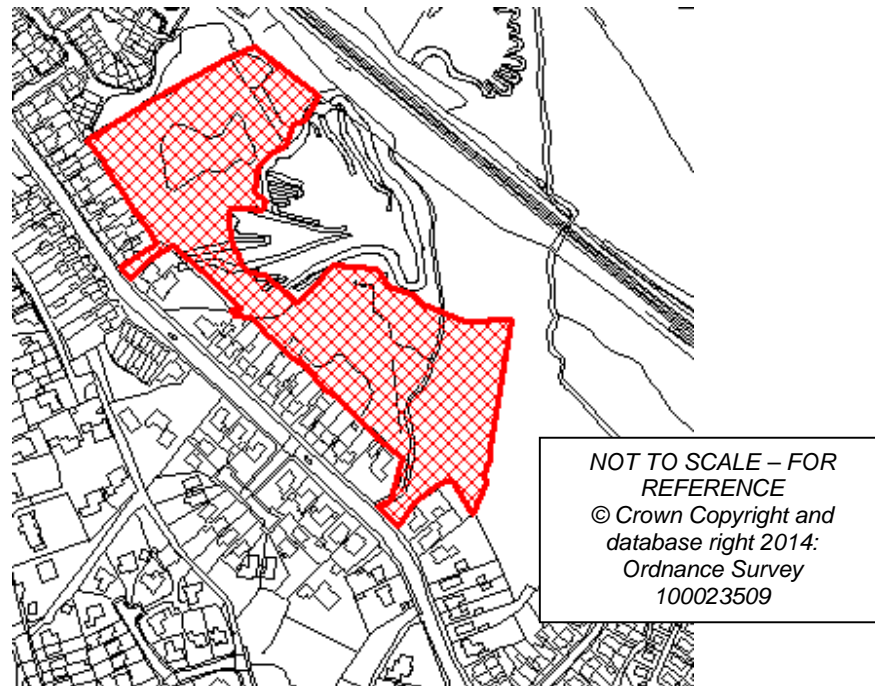 NOT TO SCALE – FOR
REFERENCE
© Crown Copyright and
database right 2014:
Ordnance Survey
100023509